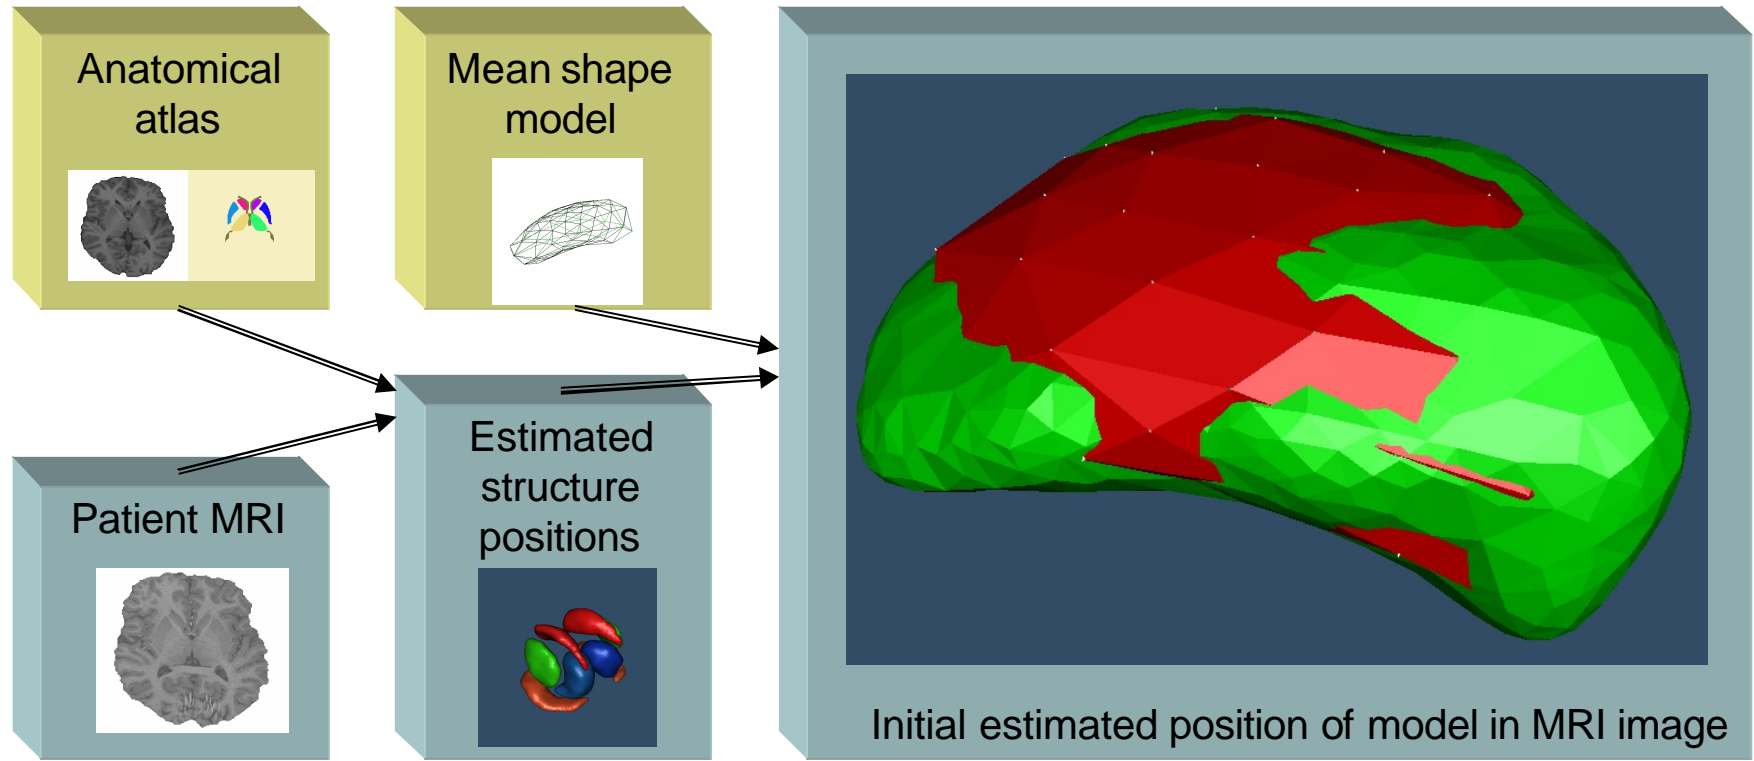 Anatomical
atlas
Mean shape
model
Patient MRI
Estimated
structure
positions
Initial estimated position of model in MRI image